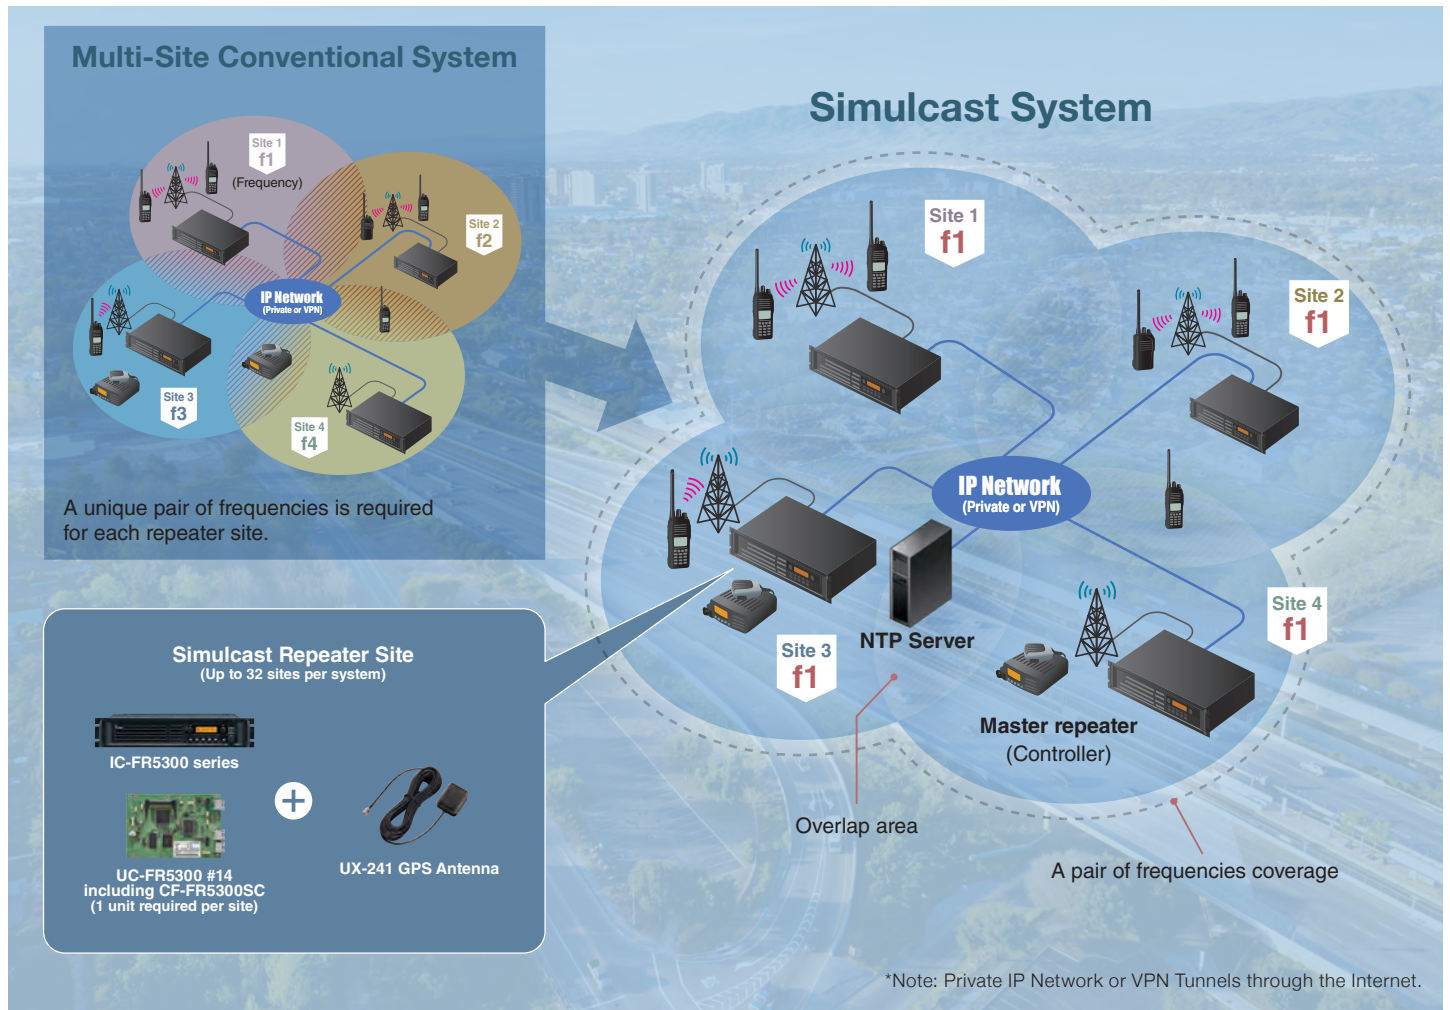 Multi-Site Conventional System
Site 1
f1
(Frequency)
Site 2
f2
IP Network
(Private or VPN)
Site 3
f3
Site 4
f4
A unique pair of frequencies is required
for each repeater site.
Simulcast System
Site 1
f1
Site 2
f1
IP Network
(Private or VPN)
NTP Server
Site 3
f1
Site 4
f1
Master repeater
(Controller)
Overlap area
A pair of frequencies coverage
Simulcast Repeater Site
(Up to 32 sites per system)
IC-FR5300 series
+
UC-FR5300 #14
including CF-FR5300SC
(1 unit required per site)
UX-241 GPS Antenna
*Note: Private IP Network or VPN Tunnels through the Internet.